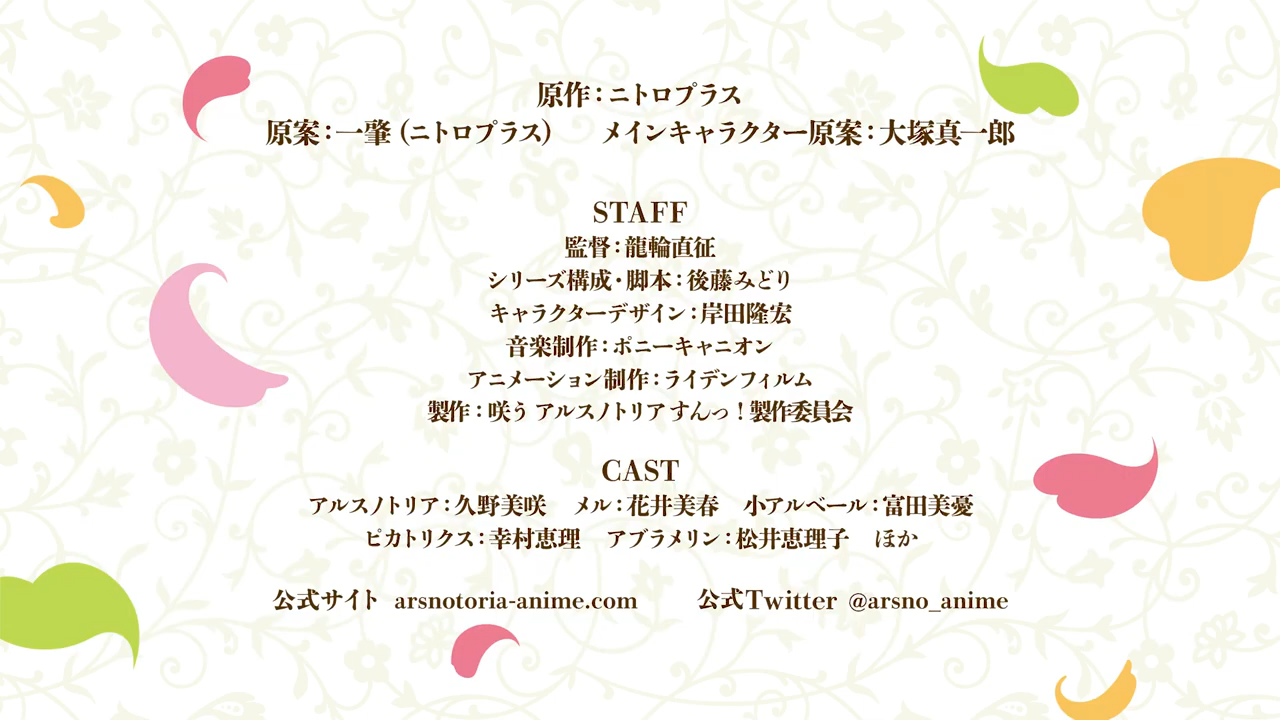 原作：ニトロプラス
原案：一肇（ニトロプラス）　メインキャラクター原案：大塚真一郎
STAFF
監督：龍輪直征
シリーズ構成・脚本：後藤みどり
キャラクターデザイン：岸田隆宏
音楽制作：ポニーキャニオン
アニメーション制作：ライデンフィルム
製作：咲う アルスノトリア すんっ！製作委員会
CAST
アルスノトリア：久野美咲　メル：花井美春　小アルベール：富田美憂
ピカトリクス：幸村恵理　アブラメリン：松井恵理子　ほか
公式サイト　arsnotoria-anime.com　公式Twitter @arsno_anime